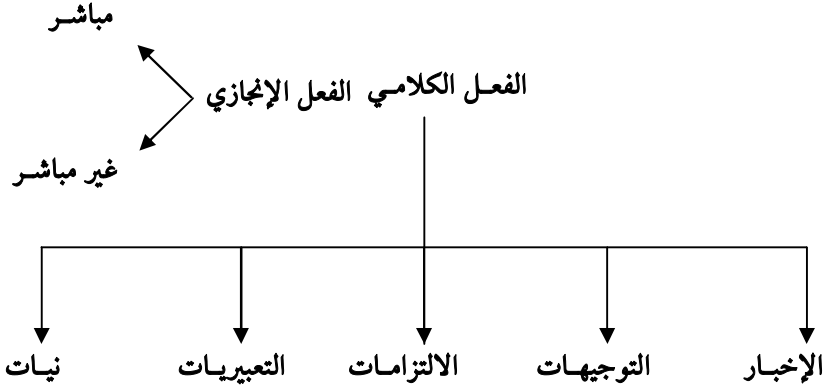 مباشـر
الفعـل الكلامـي الفعل الإنجازي
غير مباشـر
الإخبـار التوجيهـات الالتزامـات التعبيريـات نيـات